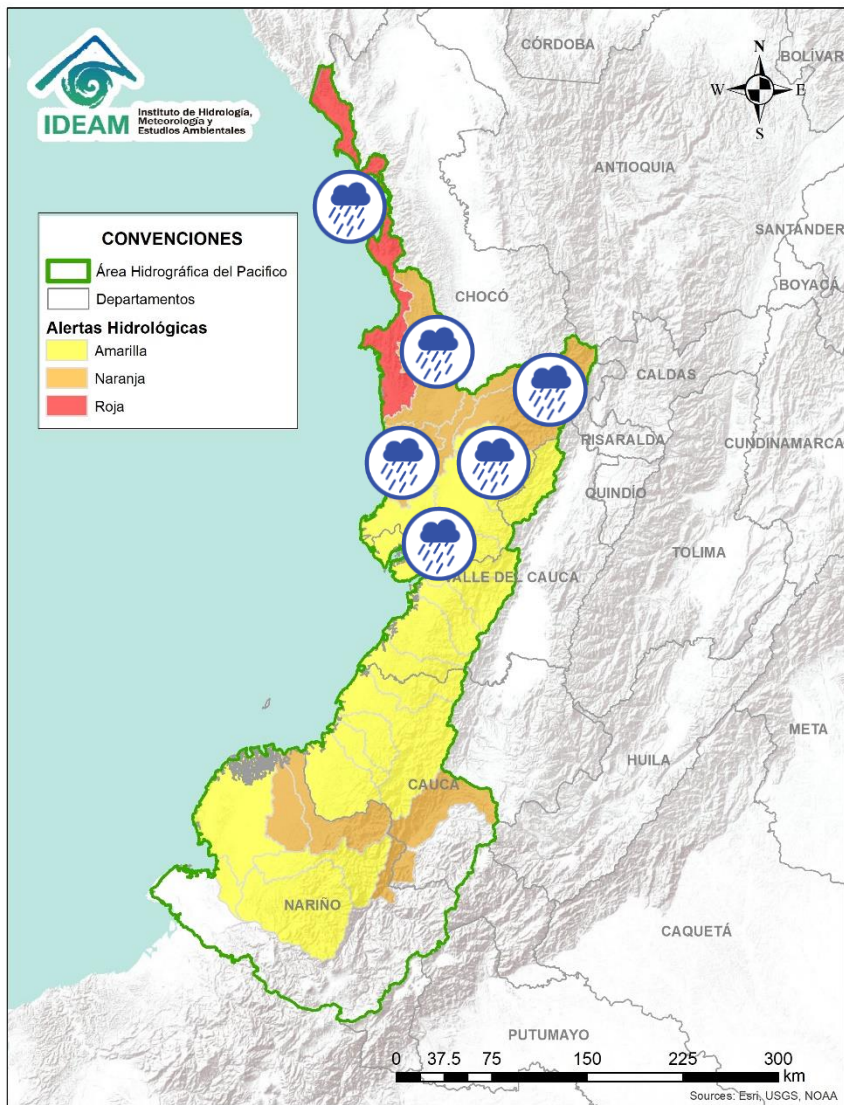 IDEAM
Instituto de Hidrología,
Meteorología y
Estudios Ambientales
N
W
E
S
CONVENCIONES
Área Hidrográfica del Pacifico
Departamentos
Alertas Hidrológicas
Amarilla
Naranja
Roja
CÓRDOBA
BOLÍVAR
ANTIOQUIA
SANTANDER
BOYACÁ
CHOCÓ
CALDAS
RISARALDA
CUNDINAMARCA
QUINDÍO
TOLIMA
VALLE DEL CAUCA
META
HUILA
CAUCA
NARIÑO
CAQUETÁ
PUTUMAYO
0 37.5 75 150 225 300
km
Sources: Esri, USGS, NOAA